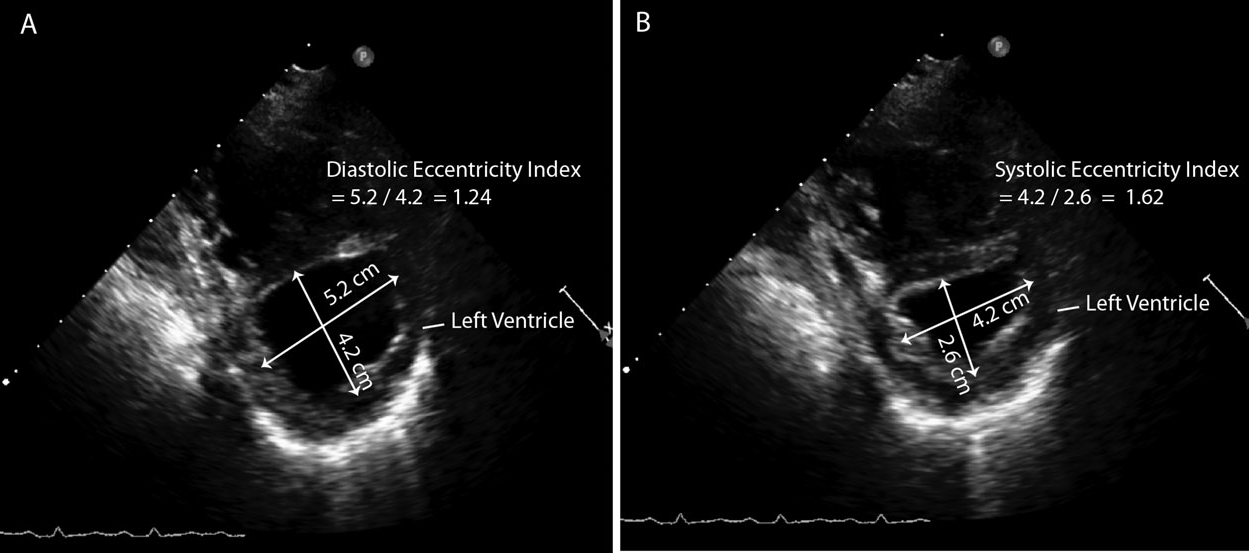 A
P
Diastolic Eccentricity Index
= 5.2 / 4.2 = 1.24
5.2 cm
4.2 cm
Left Ventricle
B
P
Systolic Eccentricity Index
= 4.2 / 2.6 = 1.62
4.2 cm
2.6 cm
Left Ventricle